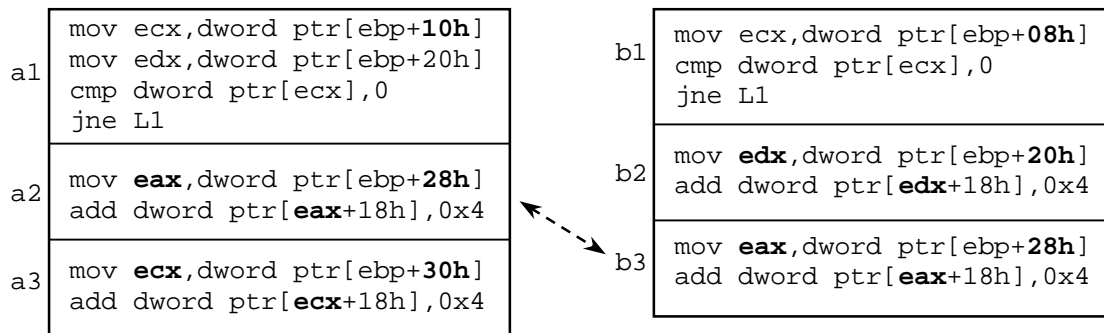 a1
mov ecx,dword ptr[ebp+10h]
mov edx,dword ptr[ebp+20h]
cmp dword ptr[ecx],0
jne L1
a2
mov eax,dword ptr[ebp+28h]
add dword ptr[eax+18h],0x4
a3
mov ecx,dword ptr[ebp+30h]
add dword ptr[ecx+18h],0x4
b1
mov ecx,dword ptr[ebp+08h]
cmp dword ptr[ecx],0
jne L1
b2
mov edx,dword ptr[ebp+20h]
add dword ptr[edx+18h],0x4
b3
mov eax,dword ptr[ebp+28h]
add dword ptr[eax+18h],0x4